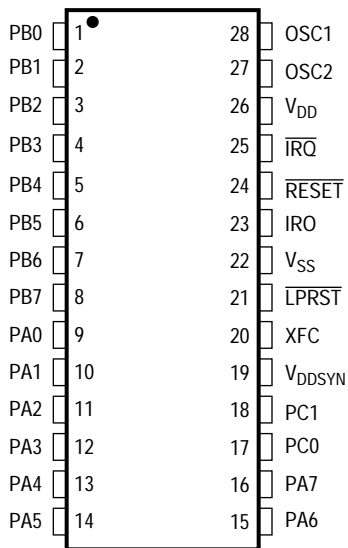 PB0 1 28 OSC1
PB1 2 27 OSC2
PB2 3 26 VDD
PB3 4 25 IRQ
PB4 5 24 RESET
PB5 6 23 IRO
PB6 7 22 VSS
PB7 8 21 LPRST
PA0 9 20 XFC
PA1 10 19 VDDSYN
PA2 11 18 PC1
PA3 12 17 PC0
PA4 13 16 PA7
PA5 14 15 PA6